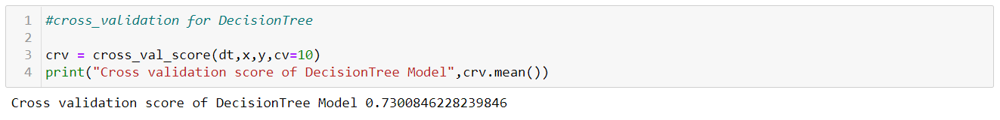 1 #cross_validation for DecisionTree
2
3 crv = cross_val_score(dt,x,y,cv=10)
4 print("Cross validation score of DecisionTree Model",crv.mean())
Cross validation score of DecisionTree Model 0.7300846228239846